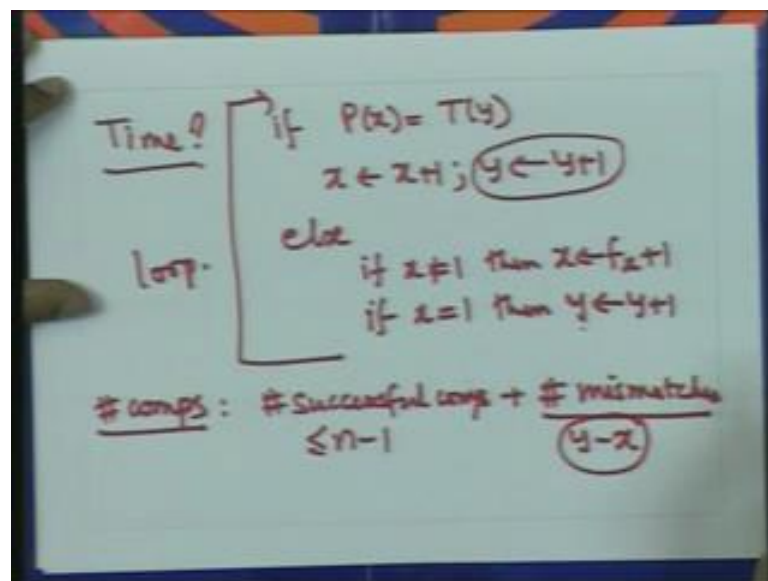 Time? if P(x) = T(y)
x ← x+1 ; y ← y+1
else
loop. if x≠1 then x←fx+1
if x=1 then y←y+1
#comps : #successful comps + #mismatches
≤n-1 y-x